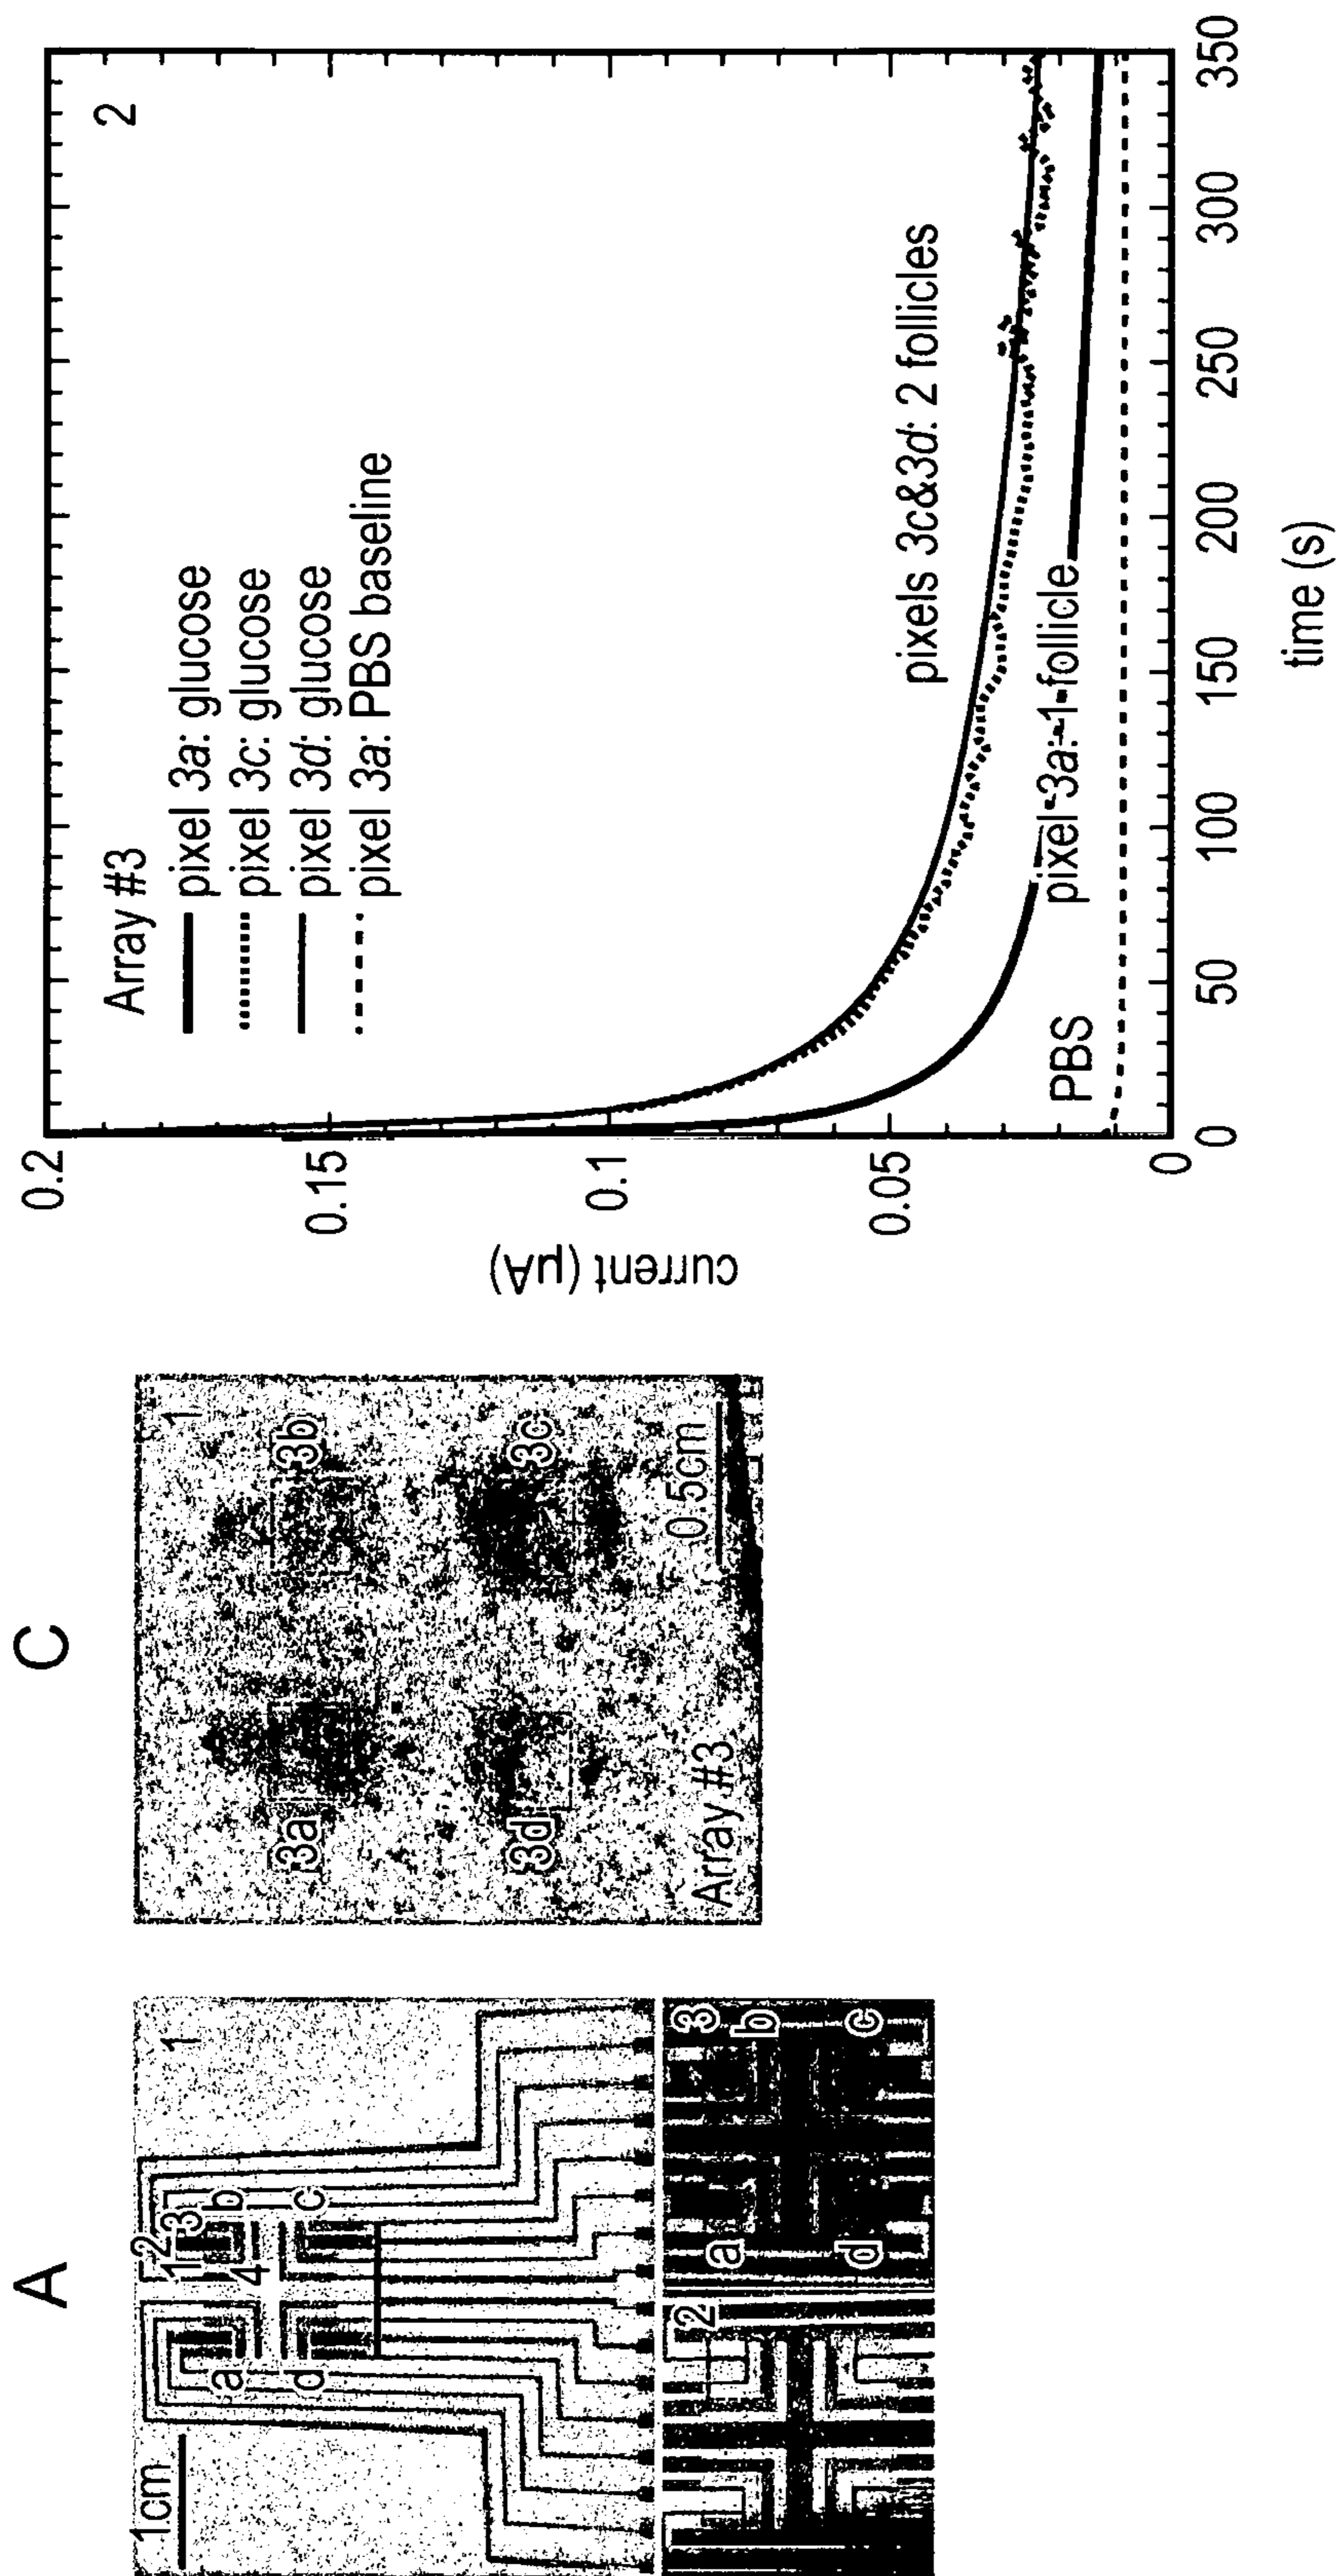 A
1cm
1
2
1
3
4
a
b
d
c
2
3
a
b
d
c
C
1
3a
3b
3d
3c
0.5cm
Array #3
2
Array #3
pixel 3a: glucose
pixel 3c: glucose
pixel 3d: glucose
pixel 3a: PBS baseline
pixels 3c&3d: 2 follicles
pixel 3a: 1 follicle
PBS
current (µA)
0.2
0.15
0.1
0.05
0
0
50
100
150
200
250
300
350
time (s)